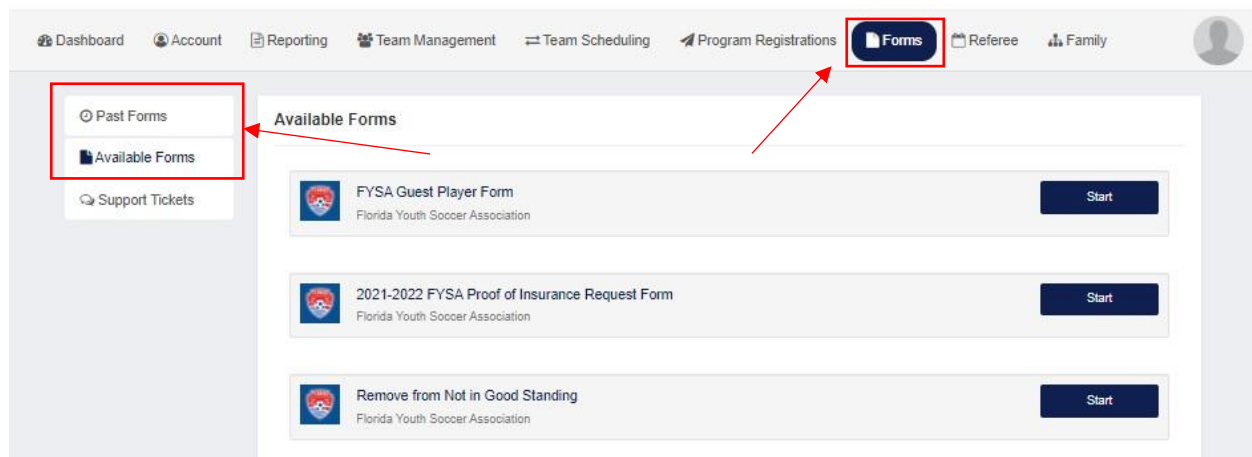 Dashboard Account Reporting Team Management Team Scheduling Program Registrations Forms Referee Family
Past Forms
Available Forms
Support Tickets
Available Forms
FYSA Guest Player Form
Florida Youth Soccer Association
Start
2021-2022 FYSA Proof of Insurance Request Form
Florida Youth Soccer Association
Start
Remove from Not in Good Standing
Florida Youth Soccer Association
Start